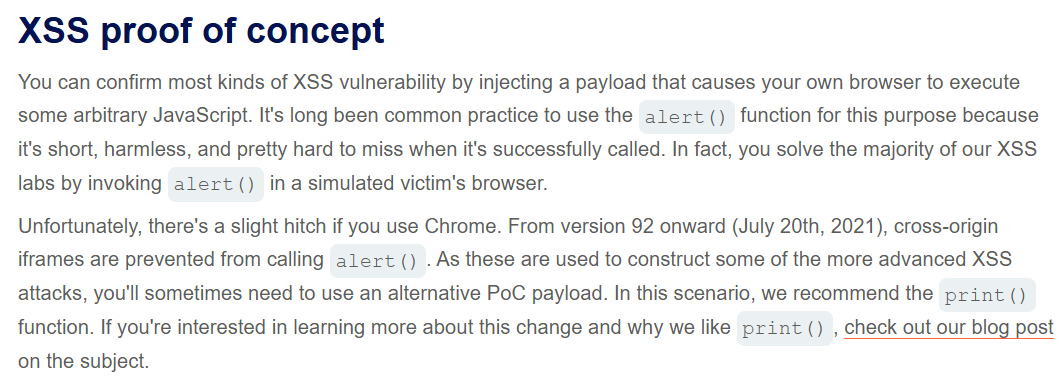 XSS proof of concept
You can confirm most kinds of XSS vulnerability by injecting a payload that causes your own browser to execute
some arbitrary JavaScript. It's long been common practice to use the alert() function for this purpose because
it's short, harmless, and pretty hard to miss when it's successfully called. In fact, you solve the majority of our XSS
labs by invoking alert() in a simulated victim's browser.
Unfortunately, there's a slight hitch if you use Chrome. From version 92 onward (July 20th, 2021), cross-origin
iframes are prevented from calling alert(). As these are used to construct some of the more advanced XSS
attacks, you'll sometimes need to use an alternative PoC payload. In this scenario, we recommend the print()
function. If you're interested in learning more about this change and why we like print(), check out our blog post
on the subject.